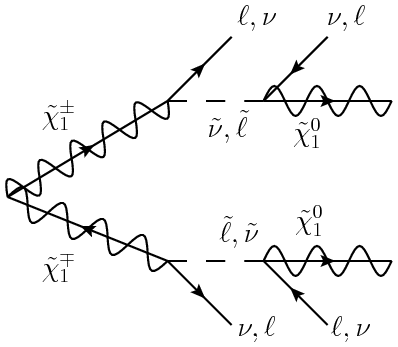 ℓ, ν
ν, ℓ
χ̃₁±
ν̃, ℓ̃
χ̃₁⁰
ℓ̃, ν̃
χ̃₁⁰
χ̃₁∓
ν, ℓ
ℓ, ν